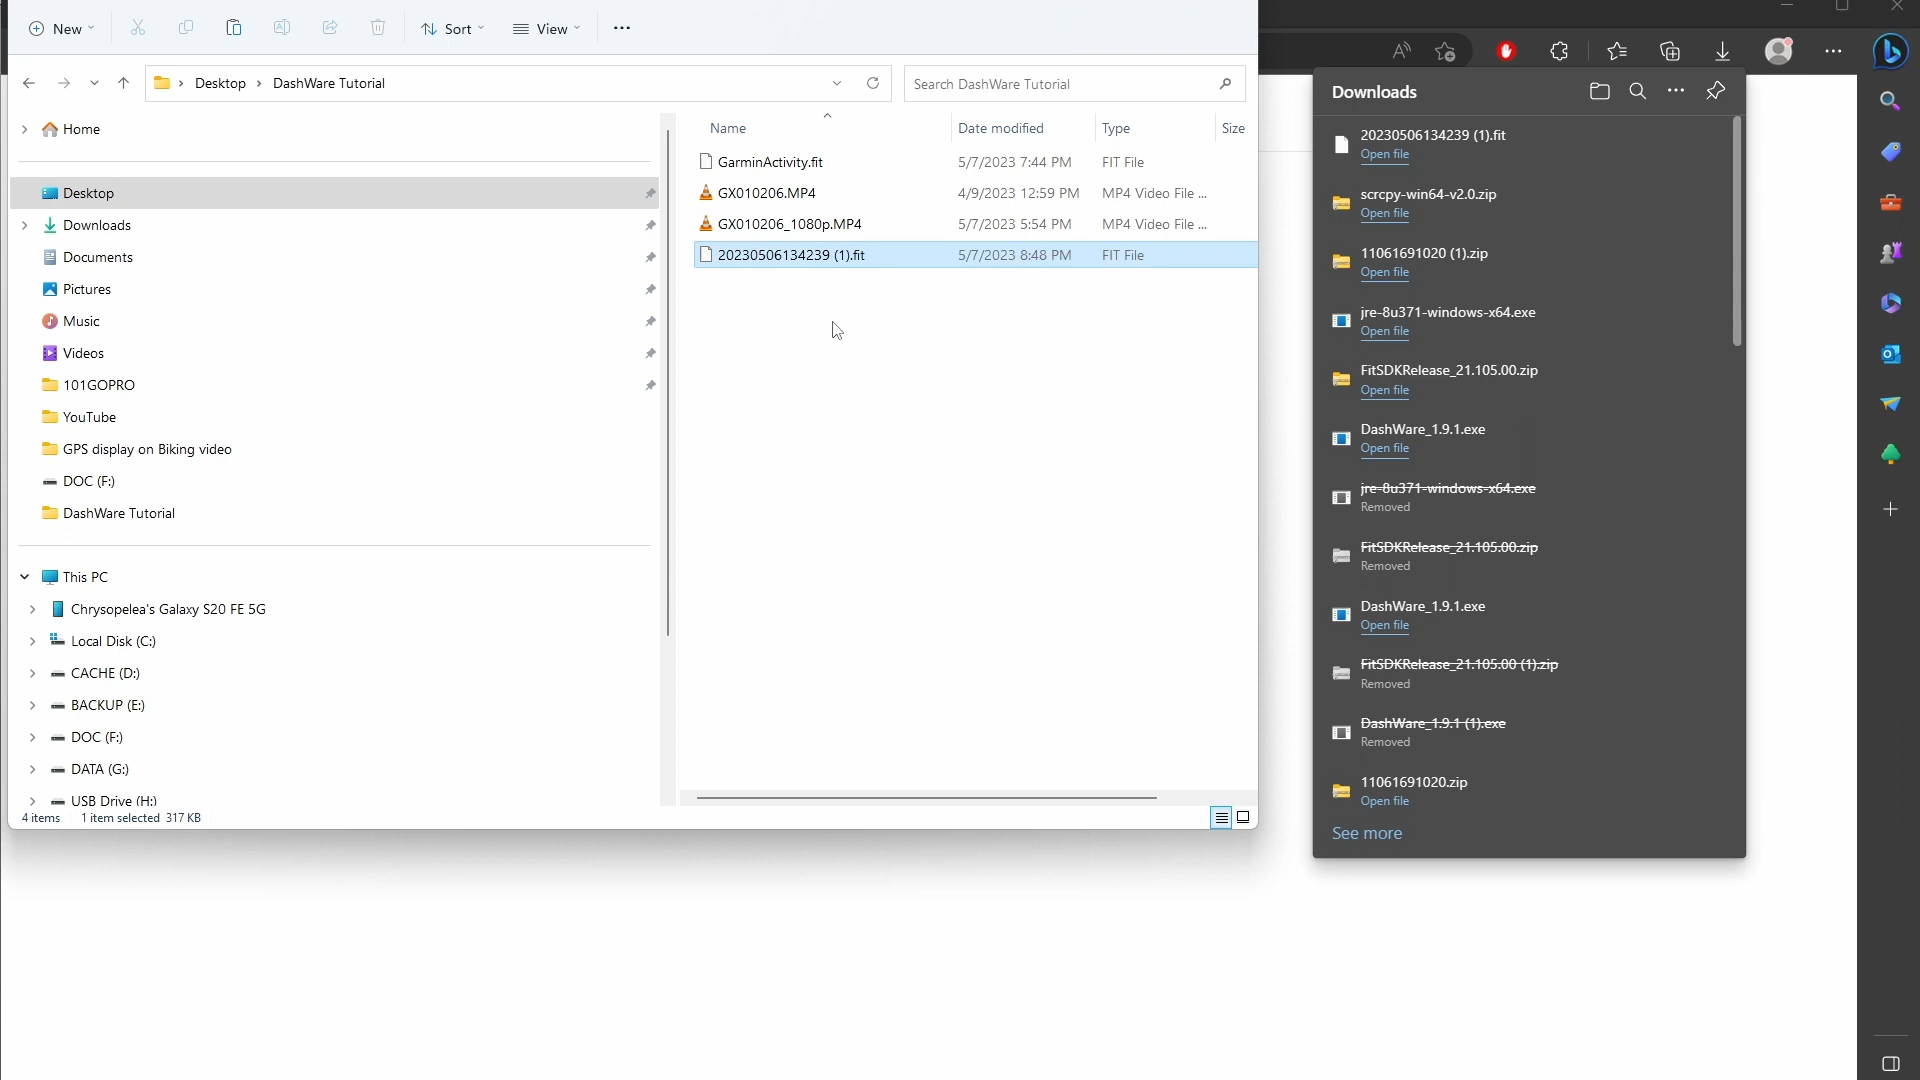 New
Sort
View
Desktop > DashWare Tutorial
Search DashWare Tutorial
Home
Desktop
Downloads
Documents
Pictures
Music
Videos
101GOPRO
YouTube
GPS display on Biking video
DOC (F:)
DashWare Tutorial
This PC
Chrysopelea's Galaxy S20 FE 5G
Local Disk (C:)
CACHE (D:)
BACKUP (E:)
DOC (F:)
DATA (G:)
USB Drive (H:)
4 items 1 item selected 317 KB
Name Date modified Type Size
GarminActivity.fit 5/7/2023 7:44 PM FIT File
GX010206.MP4 4/9/2023 12:59 PM MP4 Video File ...
GX010206_1080p.MP4 5/7/2023 5:54 PM MP4 Video File ...
20230506134239 (1).fit 5/7/2023 8:48 PM FIT File
Downloads
20230506134239 (1).fit
Open file
scrcpy-win64-v2.0.zip
Open file
11061691020 (1).zip
Open file
jre-8u371-windows-x64.exe
Open file
FitSDKRelease_21.105.00.zip
Open file
DashWare_1.9.1.exe
Open file
jre-8u371-windows-x64.exe
Removed
FitSDKRelease_21.105.00.zip
Removed
DashWare_1.9.1.exe
Open file
FitSDKRelease_21.105.00 (1).zip
Removed
DashWare_1.9.1 (1).exe
Removed
11061691020.zip
Open file
See more